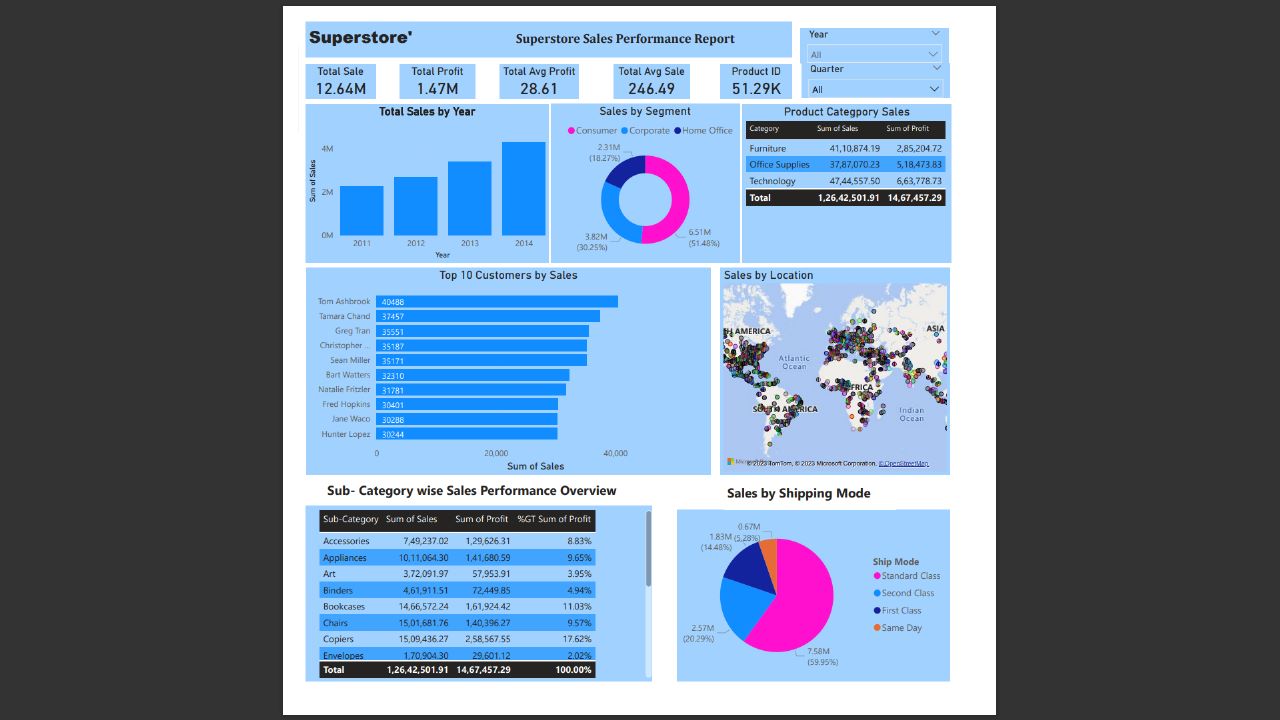 Superstore'
Superstore Sales Performance Report
Year
All
Quarter
All
Total Sale
12.64M
Total Profit
1.47M
Total Avg Profit
28.61
Total Avg Sale
246.49
Product ID
51.29K
Total Sales by Year
Sum of Sales
4M
2M
0M
2011 2012 2013 2014
Year
Sales by Segment
Consumer Corporate Home Office
2.31M
(18.27%)
3.82M
(30.25%)
6.51M
(51.48%)
Product Categpory Sales
Category Sum of Sales Sum of Profit
Furniture 41,10,874.19 2,85,204.72
Office Supplies 37,87,070.23 5,18,473.83
Technology 47,44,557.50 6,63,778.73
Total 1,26,42,501.91 14,67,457.29
Top 10 Customers by Sales
Tom Ashbrook 40488
Tamara Chand 37457
Greg Tran 35551
Christopher ... 35187
Sean Miller 35171
Bart Watters 32310
Natalie Fritzler 31781
Fred Hopkins 30401
Jane Waco 30288
Hunter Lopez 30244
0 20,000 40,000
Sum of Sales
Sales by Location
AMERICA
ASIA
Atlantic
Ocean
SOUTH AMERICA
Indian
Ocean
© 2023 TomTom, © 2023 Microsoft Corporation, © OpenStreetMap
Sub- Category wise Sales Performance Overview
Sub-Category Sum of Sales Sum of Profit %GT Sum of Profit
Accessories 7,49,237.02 1,29,626.31 8.83%
Appliances 10,11,064.30 1,41,680.59 9.65%
Art 3,72,091.97 57,953.91 3.95%
Binders 4,61,911.51 72,449.85 4.94%
Bookcases 14,66,572.24 1,61,924.42 11.03%
Chairs 15,01,681.76 1,40,396.27 9.57%
Copiers 15,09,436.27 2,58,567.55 17.62%
Envelopes 1,70,904.30 29,601.12 2.02%
Total 1,26,42,501.91 14,67,457.29 100.00%
Sales by Shipping Mode
0.67M
(5.28%)
1.83M
(14.48%)
2.57M
(20.29%)
7.58M
(59.95%)
Ship Mode
Standard Class
Second Class
First Class
Same Day